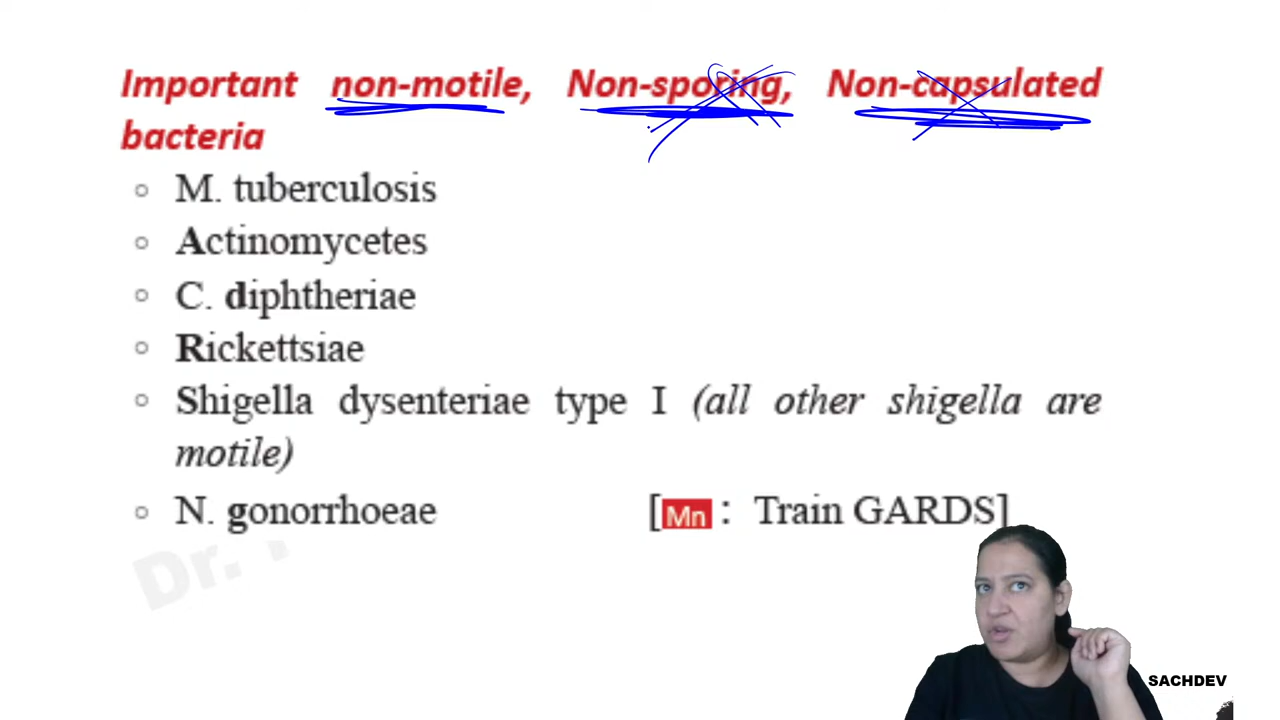 Important non-motile, Non-sporing, Non-capsulated
bacteria
○ M. tuberculosis
○ Actinomycetes
○ C. diphtheriae
○ Rickettsiae
○ Shigella dysenteriae type I (all other shigella are
motile)
○ N. gonorrhoeae [Mn : Train GARDS]
Dr.
SACHDEV